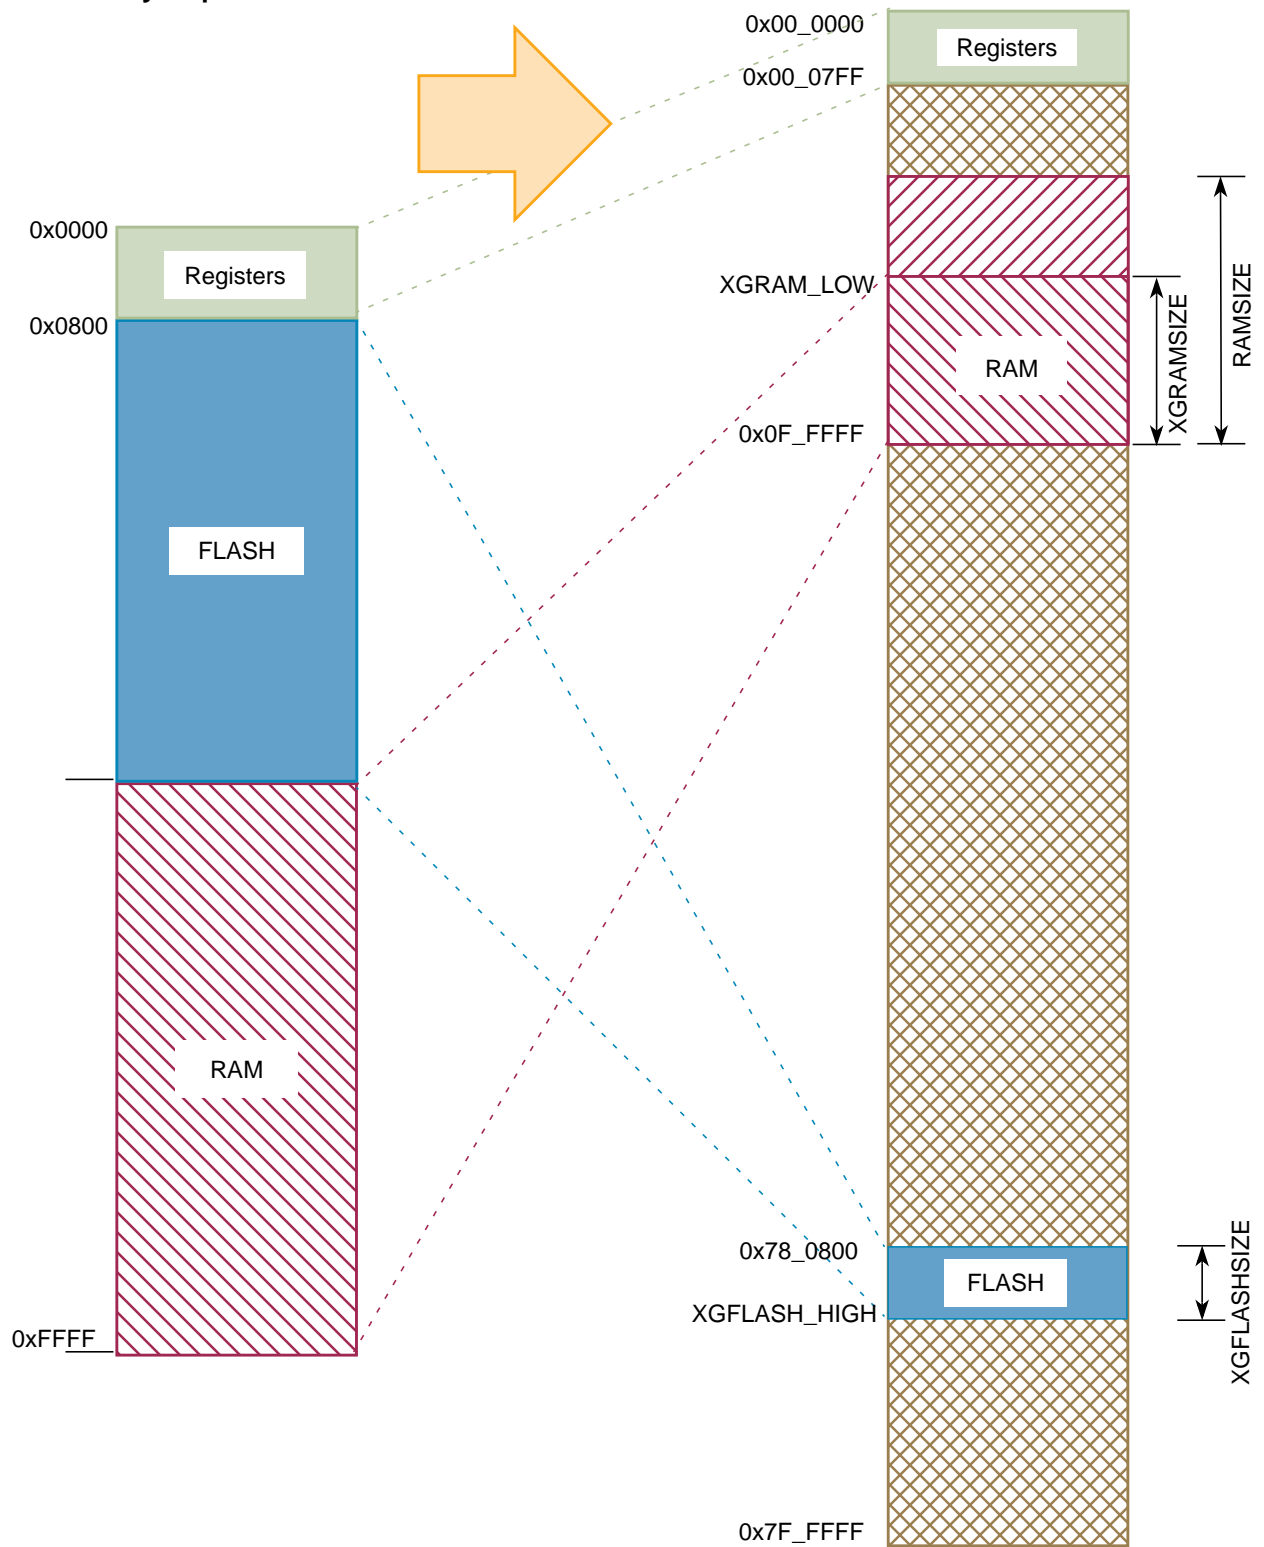 0x00_0000
Registers
0x00_07FF
0x0000
Registers
XGRAM_LOW
0x0800
RAM
XGRAMSIZE
RAMSIZE
0x0F_FFFF
FLASH
RAM
0x78_0800
FLASH
XGFLASH_HIGH
XGFLASHSIZE
0xFFFF
0x7F_FFFF